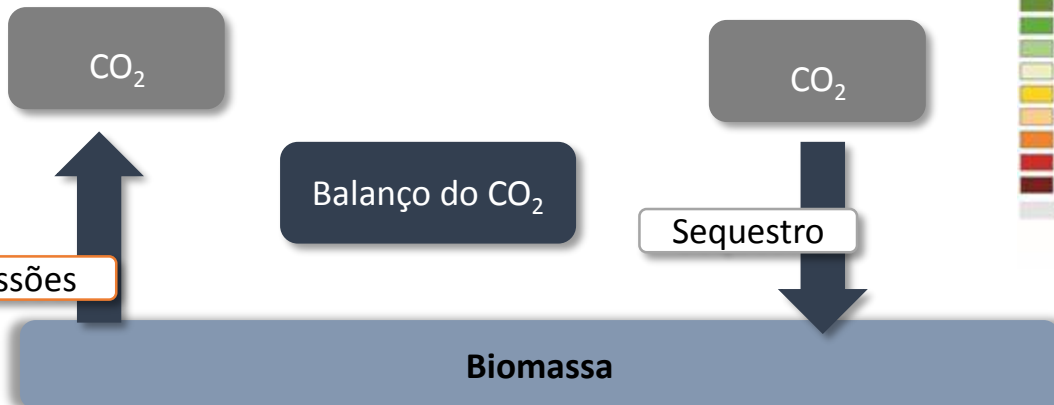 CO₂
CO₂
Balanço do CO₂
Sequestro
ssões
Biomassa